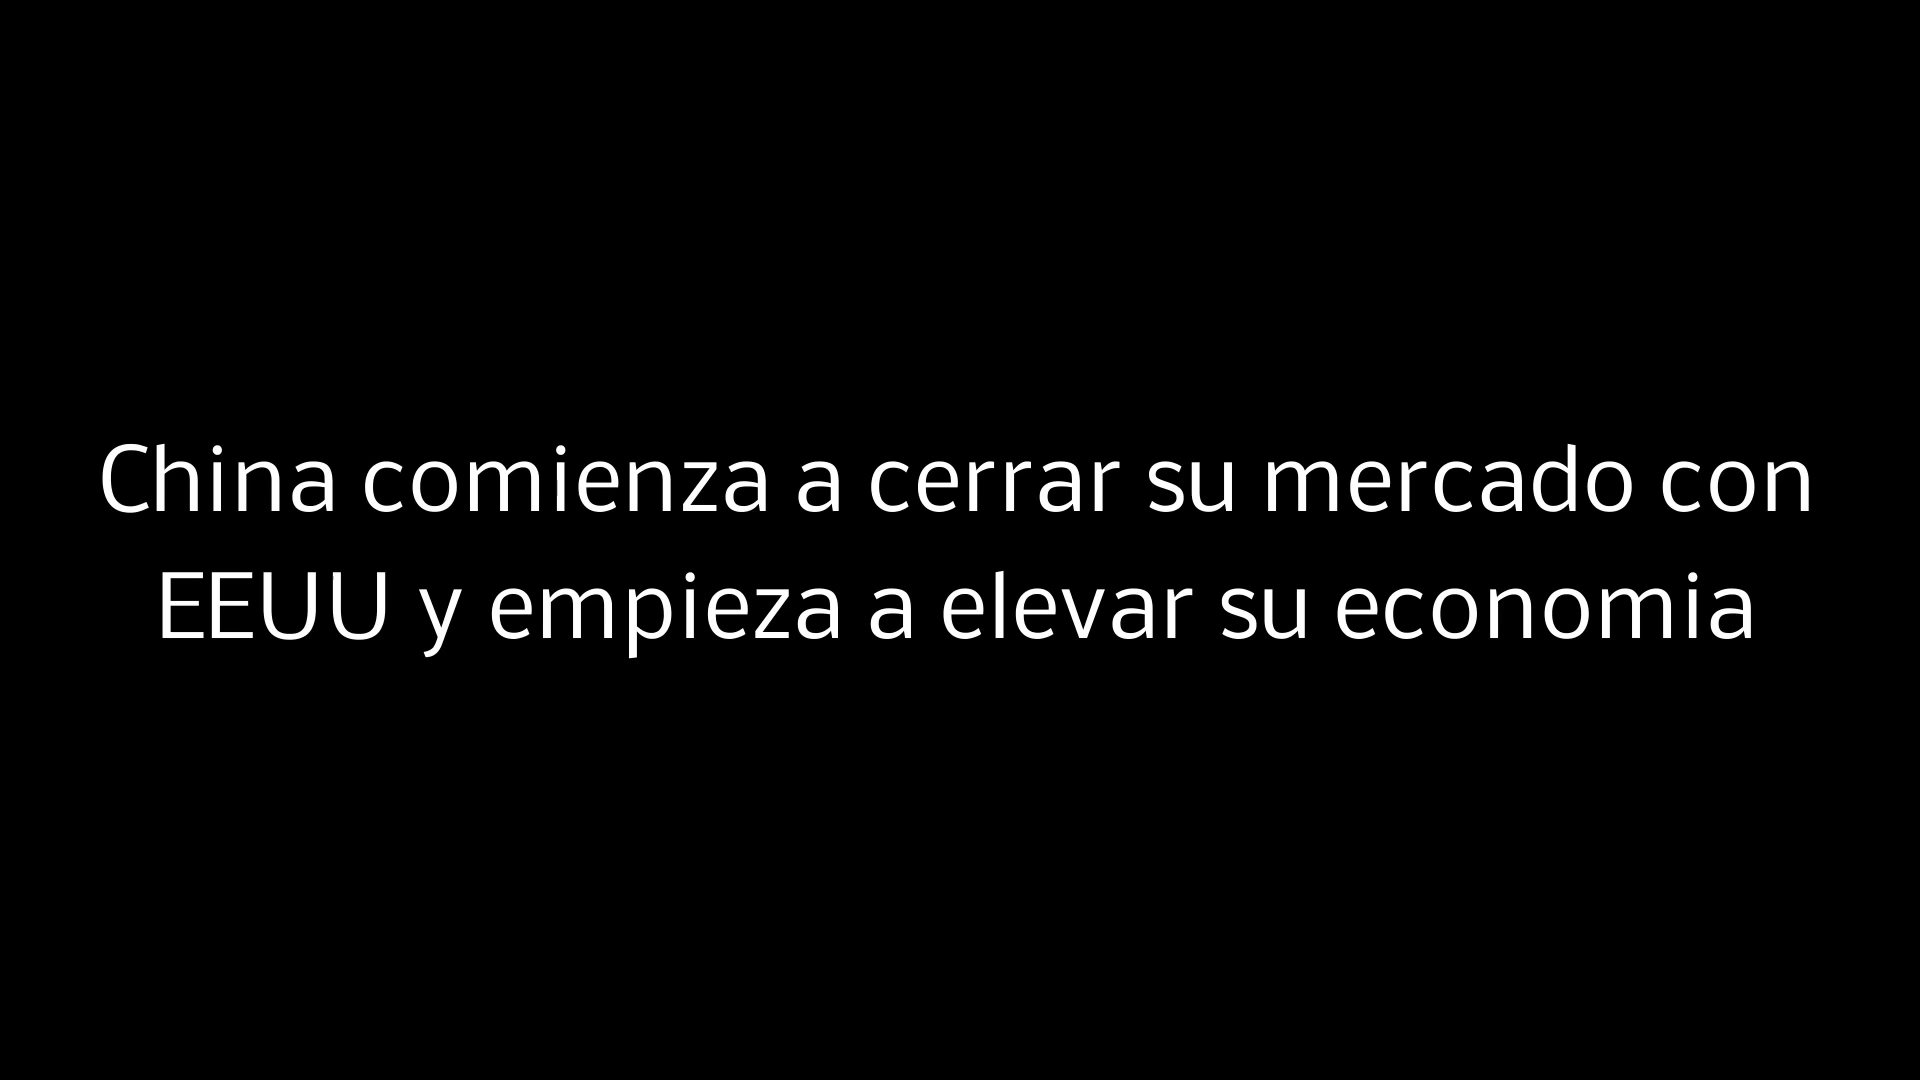 China comienza a cerrar su mercado con
EEUU y empieza a elevar su economia